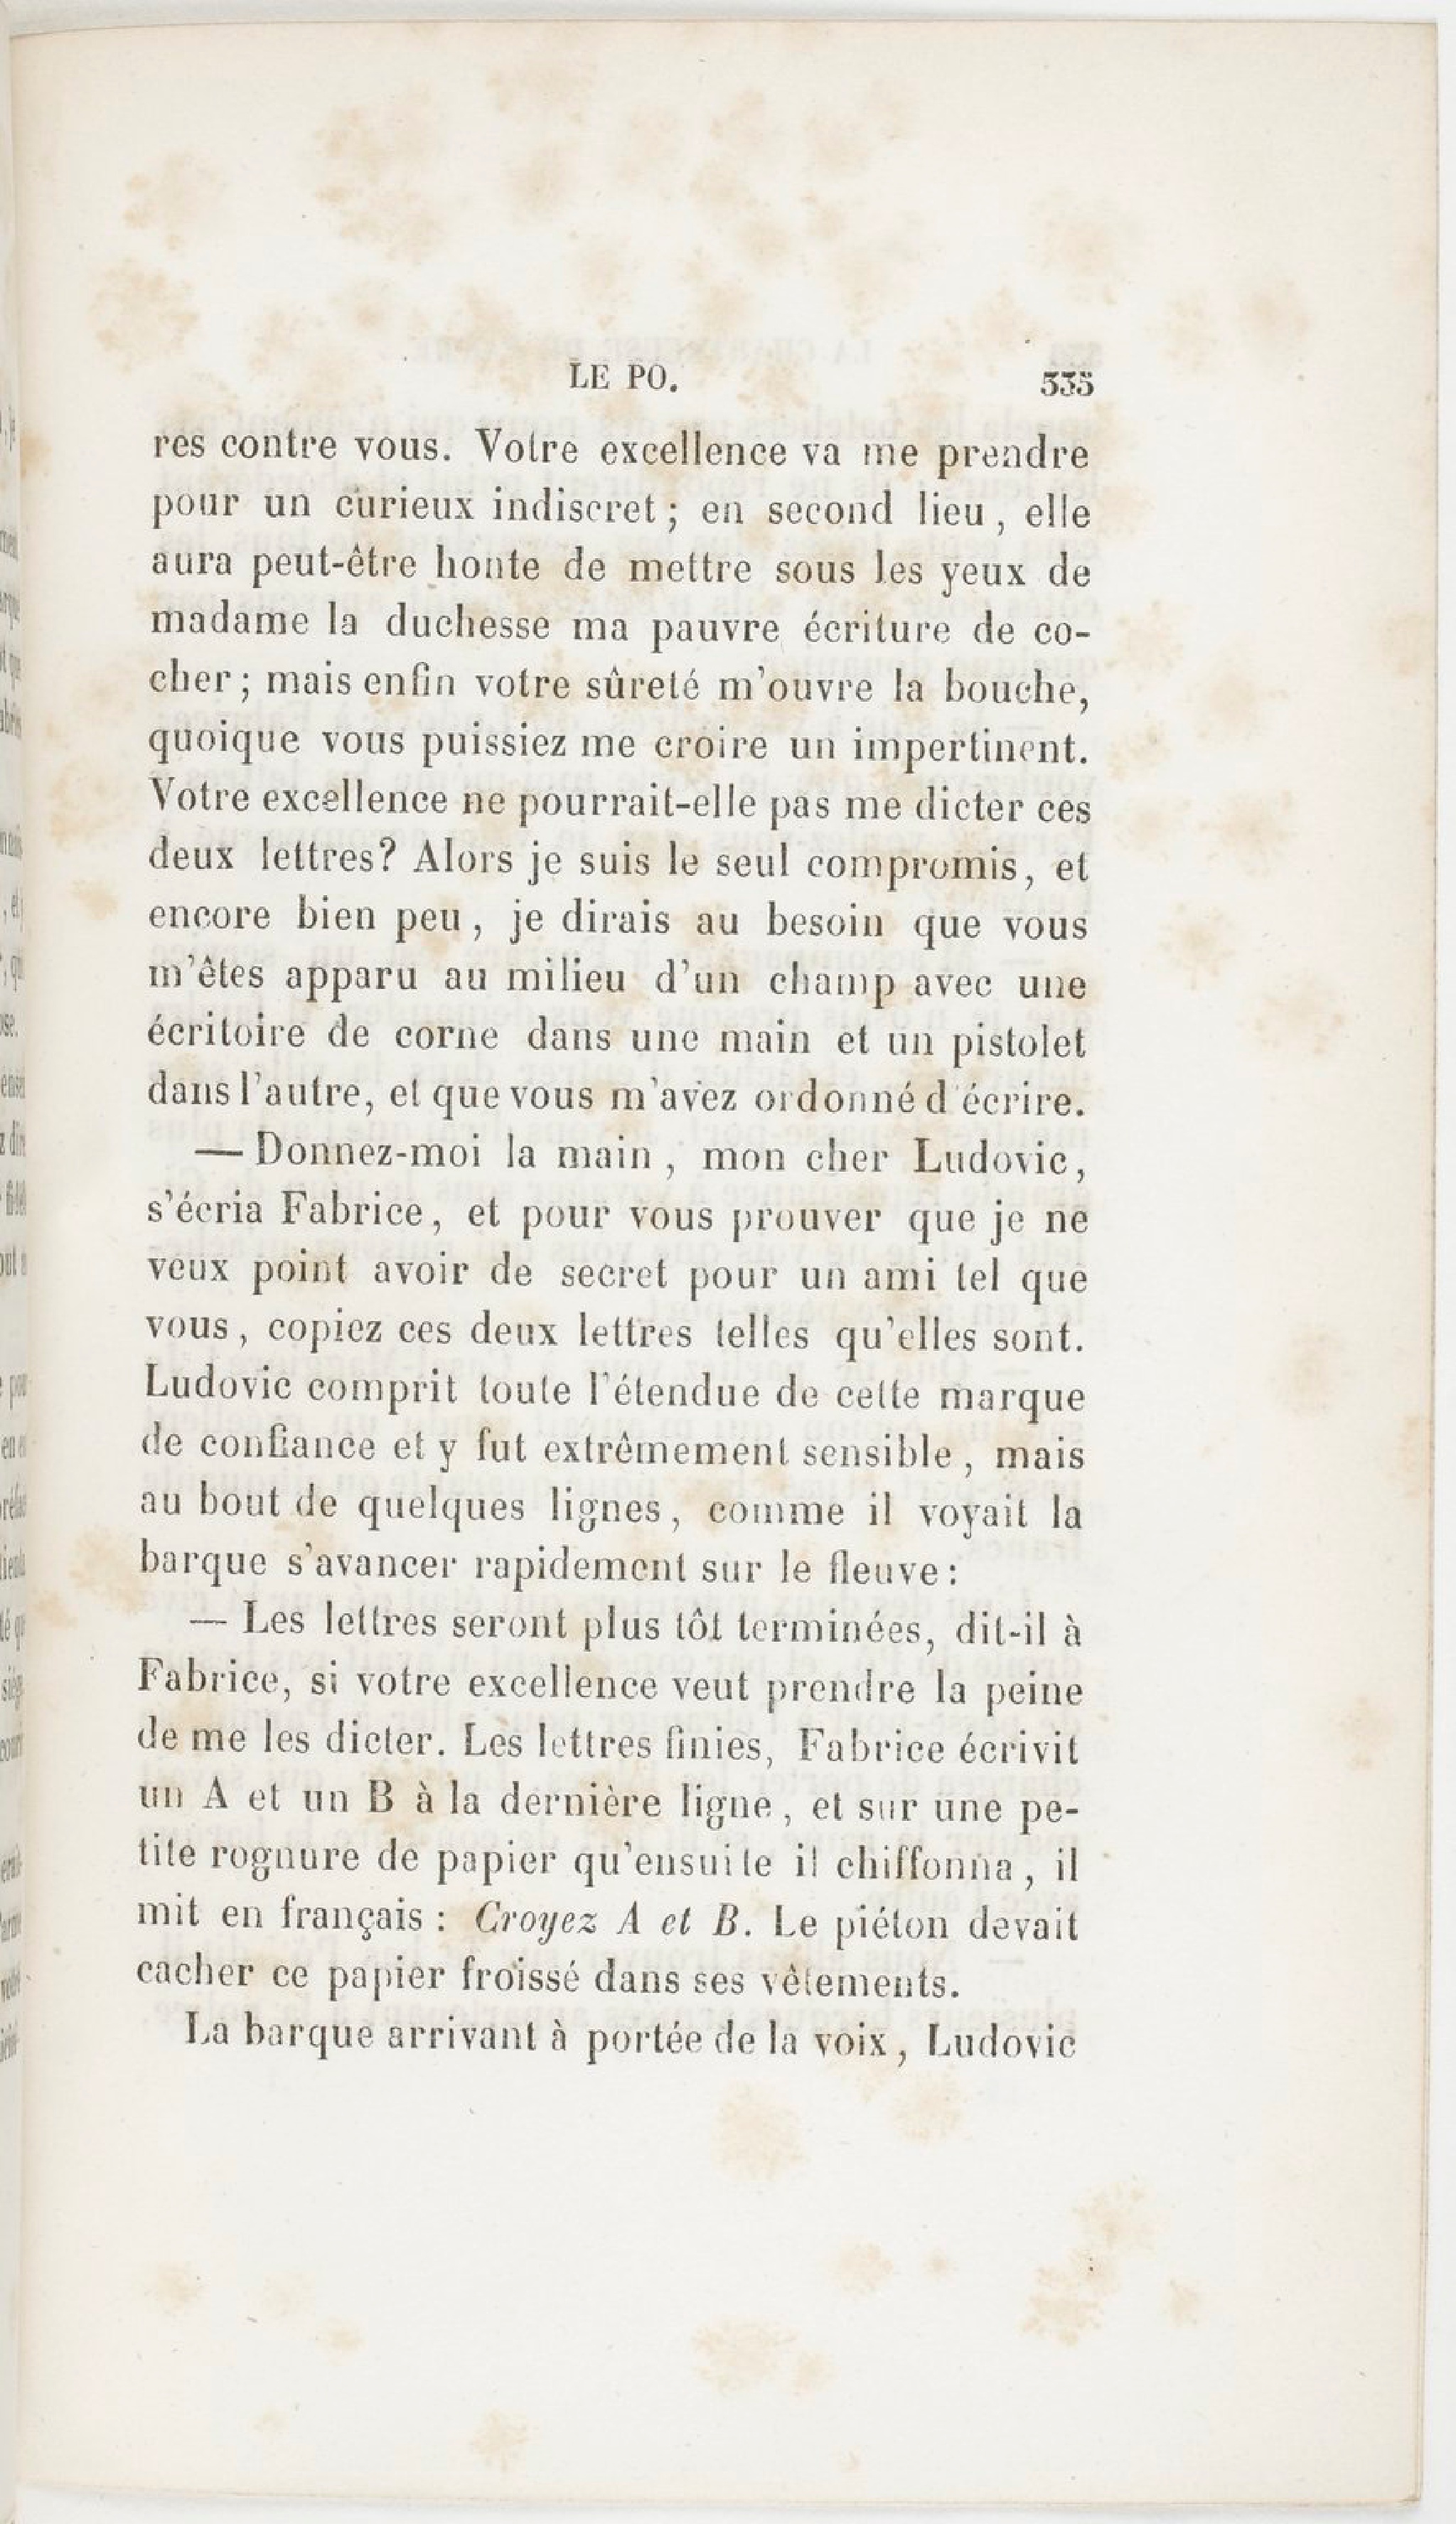 LE PO. 335
res contre vous. Votre excellence va me prendre
pour un curieux indiscret ; en second lieu, elle
aura peut-être honte de mettre sous les yeux de
madame la duchesse ma pauvre écriture de co-
cher ; mais enfin votre sûreté m'ouvre la bouche,
quoique vous puissiez me croire un impertinent.
Votre excellence ne pourrait-elle pas me dicter ces
deux lettres? Alors je suis le seul compromis, et
encore bien peu, je dirais au besoin que vous
m'êtes apparu au milieu d'un champ avec une
écritoire de corne dans une main et un pistolet
dans l'autre, et que vous m'avez ordonné d'écrire.
— Donnez-moi la main, mon cher Ludovic,
s'écria Fabrice, et pour vous prouver que je ne
veux point avoir de secret pour un ami tel que
vous, copiez ces deux lettres telles qu'elles sont.
Ludovic comprit toute l'étendue de cette marque
de confiance et y fut extrêmement sensible, mais
au bout de quelques lignes, comme il voyait la
barque s'avancer rapidement sur le fleuve :
— Les lettres seront plus tôt terminées, dit-il à
Fabrice, si votre excellence veut prendre la peine
de me les dicter. Les lettres finies, Fabrice écrivit
un A et un B à la dernière ligne, et sur une pe-
tite rognure de papier qu'ensuite il chiffonna, il
mit en français : Croyez A et B. Le piéton devait
cacher ce papier froissé dans ses vêtements.
La barque arrivant à portée de la voix, Ludovic